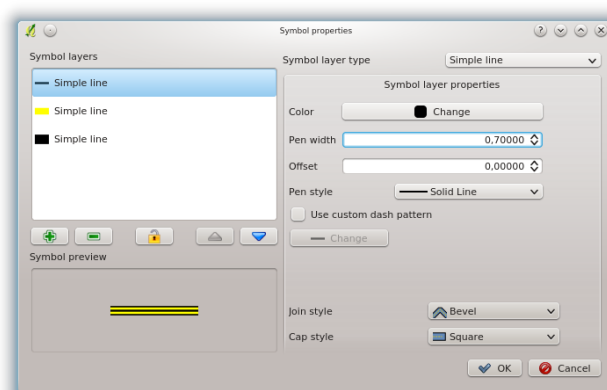 Symbol properties
Symbol layers
Simple line
Simple line
Simple line
Symbol preview
Symbol layer type
Simple line
Symbol layer properties
Color
Change
Pen width
0,70000
Offset
0,00000
Pen style
Solid Line
Use custom dash pattern
Change
Join style
Bevel
Cap style
Square
OK
Cancel